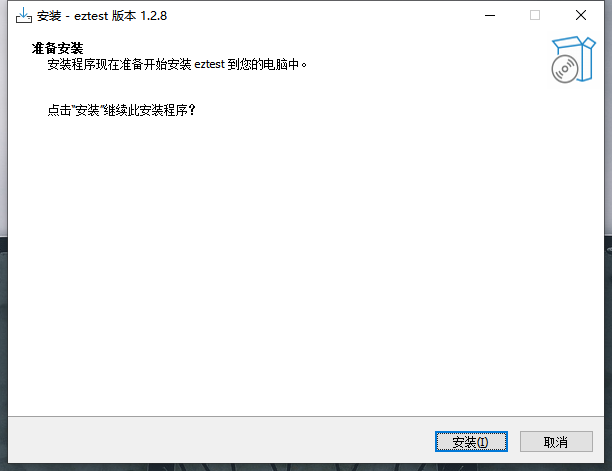 安装 - eztest 版本 1.2.8
准备安装
安装程序现在准备开始安装 eztest 到您的电脑中。
点击"安装"继续此安装程序？
安装(I)
取消